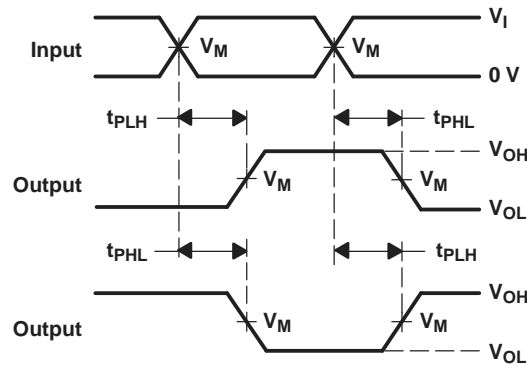 V_I
Input
V_M
V_M
0 V
t_PLH
t_PHL
V_OH
Output
V_M
V_M
V_OL
t_PHL
t_PLH
V_OH
Output
V_M
V_M
V_OL